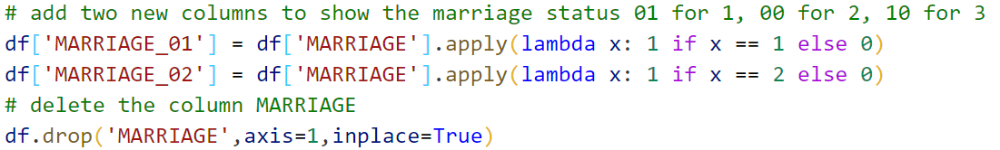 # add two new columns to show the marriage status 01 for 1, 00 for 2, 10 for 3
df['MARRIAGE_01'] = df['MARRIAGE'].apply(lambda x: 1 if x == 1 else 0)
df['MARRIAGE_02'] = df['MARRIAGE'].apply(lambda x: 1 if x == 2 else 0)
# delete the column MARRIAGE
df.drop('MARRIAGE',axis=1,inplace=True)